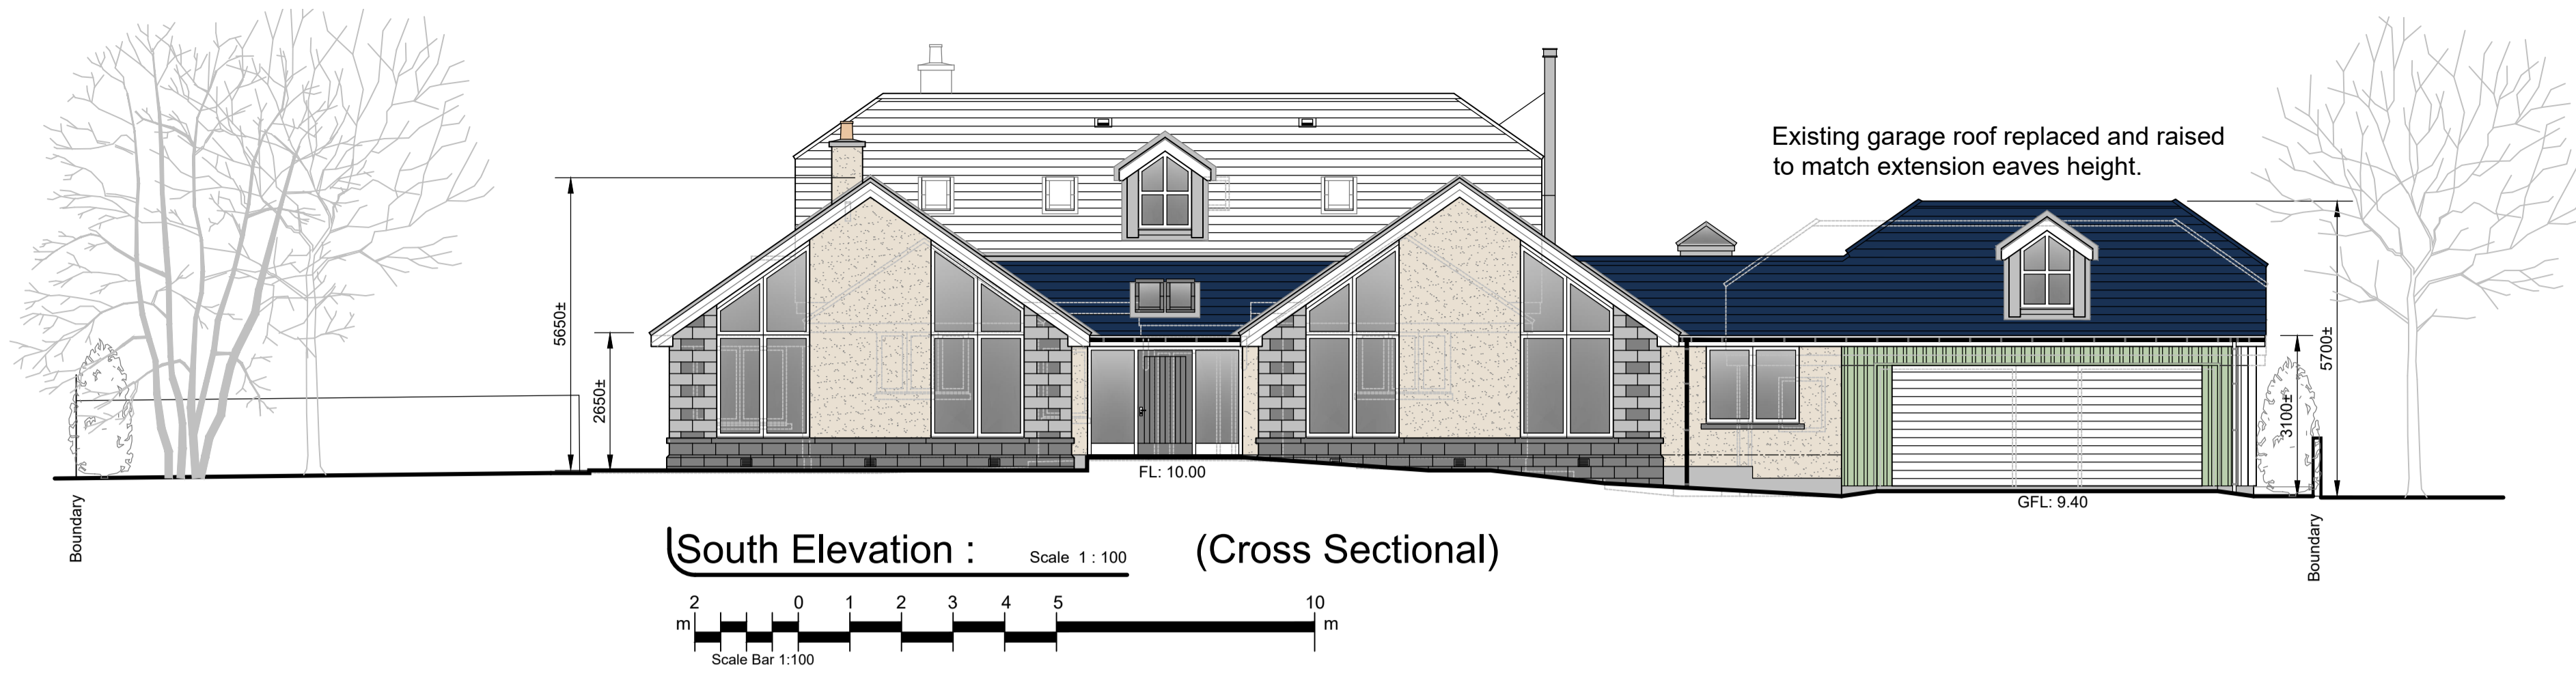 Existing garage roof replaced and raised
to match extension eaves height.
5650±
2650±
5700±
3100±
FL: 10.00
GFL: 9.40
Boundary
Boundary
South Elevation : Scale 1 : 100 (Cross Sectional)
2 0 1 2 3 4 5 10
m m
Scale Bar 1:100